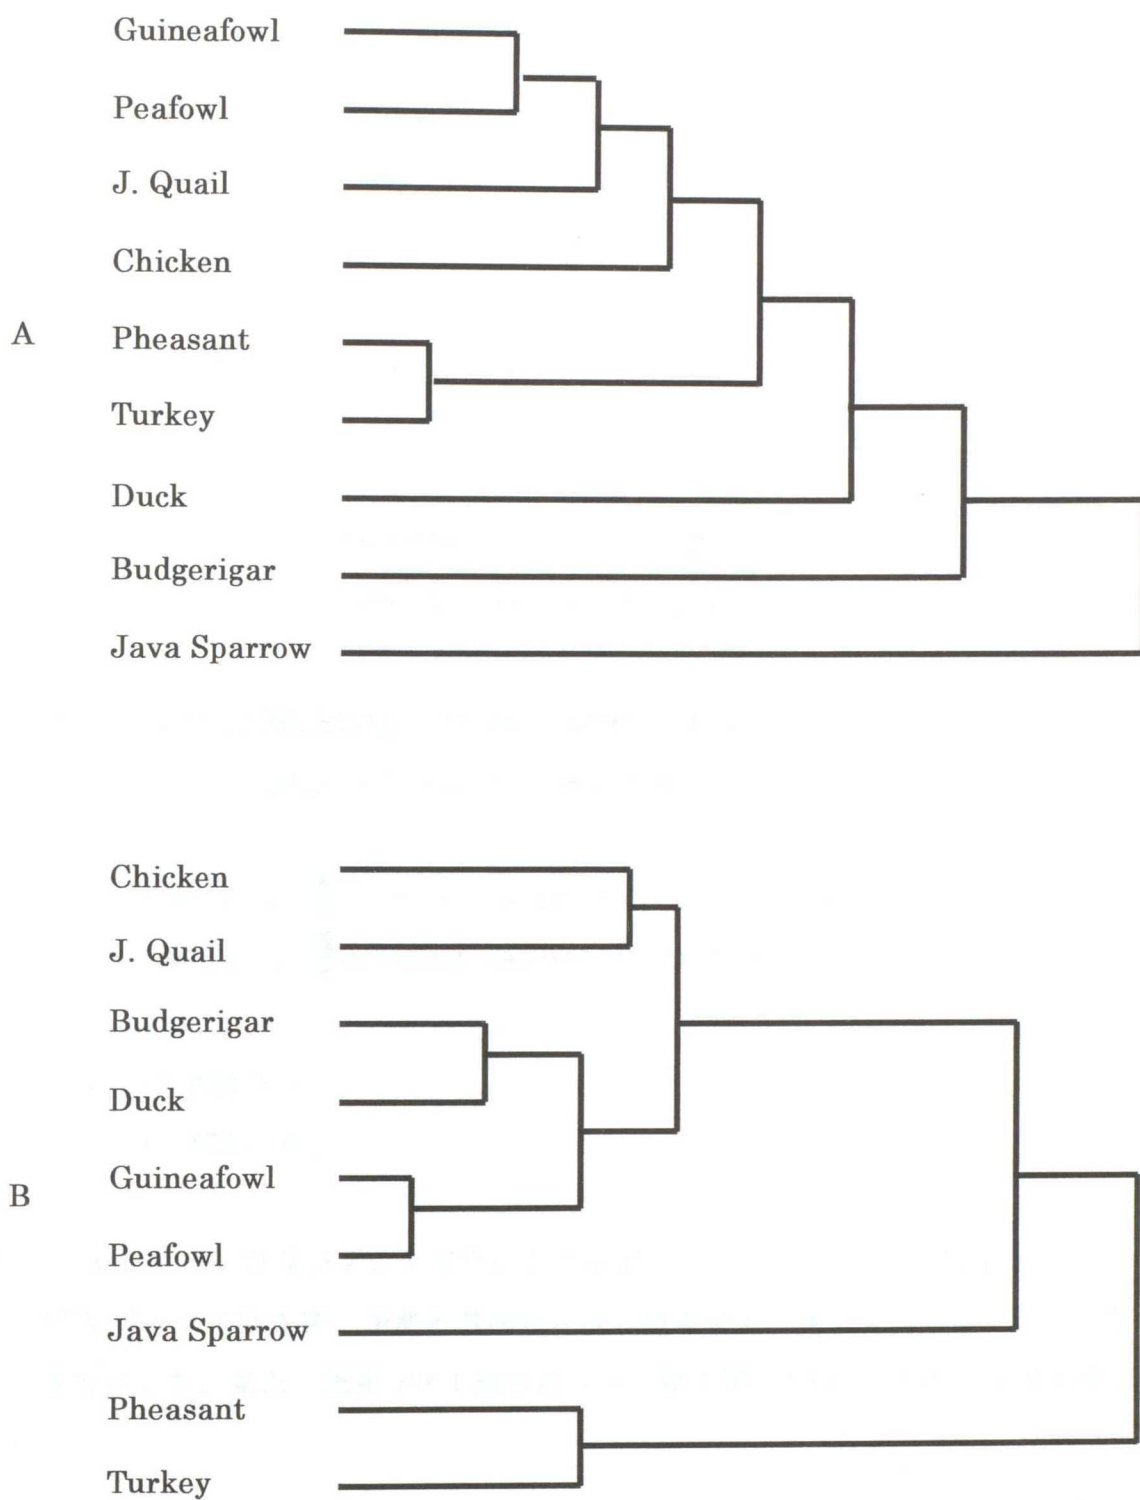 Guineafowl
Peafowl
J. Quail
Chicken
A
Pheasant
Turkey
Duck
Budgerigar
Java Sparrow
Chicken
J. Quail
Budgerigar
Duck
Guineafowl
B
Peafowl
Java Sparrow
Pheasant
Turkey